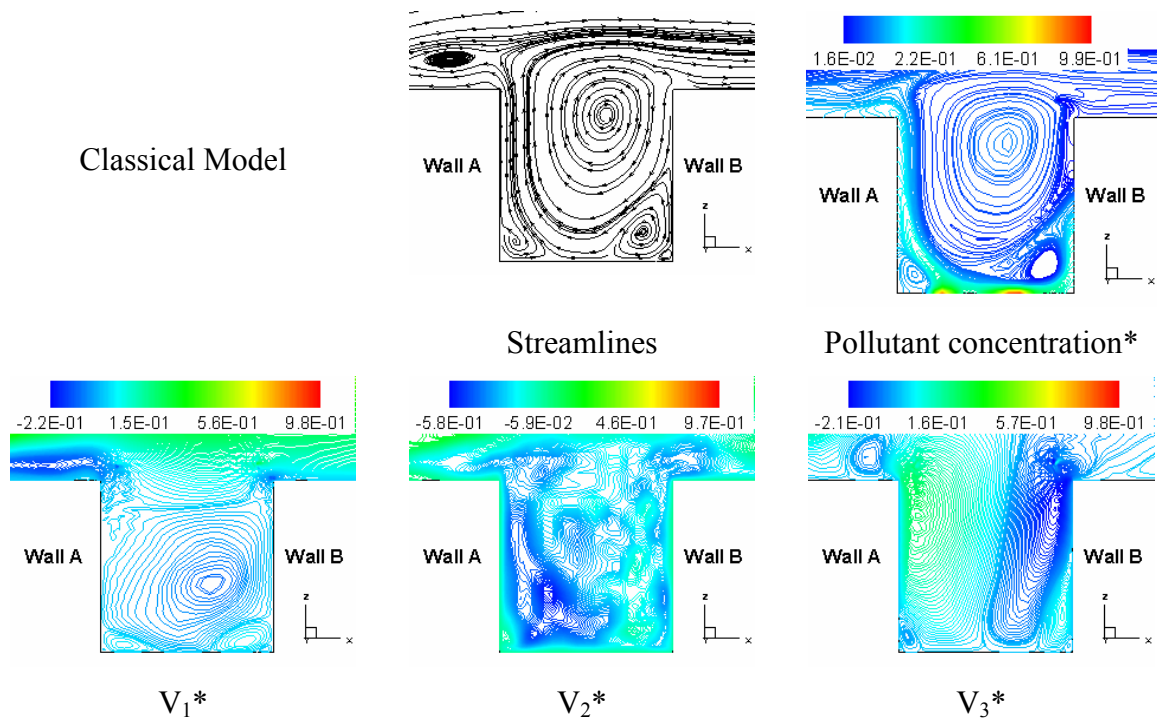 1.6E-02 2.2E-01 6.1E-01 9.9E-01
Classical Model
Wall A Wall B
z
x
Wall A Wall B
z
x
Streamlines
Pollutant concentration*
-2.2E-01 1.5E-01 5.6E-01 9.8E-01
-5.8E-01 -5.9E-02 4.6E-01 9.7E-01
-2.1E-01 1.6E-01 5.7E-01 9.8E-01
Wall A Wall B
z
x
Wall A Wall B
z
x
Wall A Wall B
z
x
V₁*
V₂*
V₃*